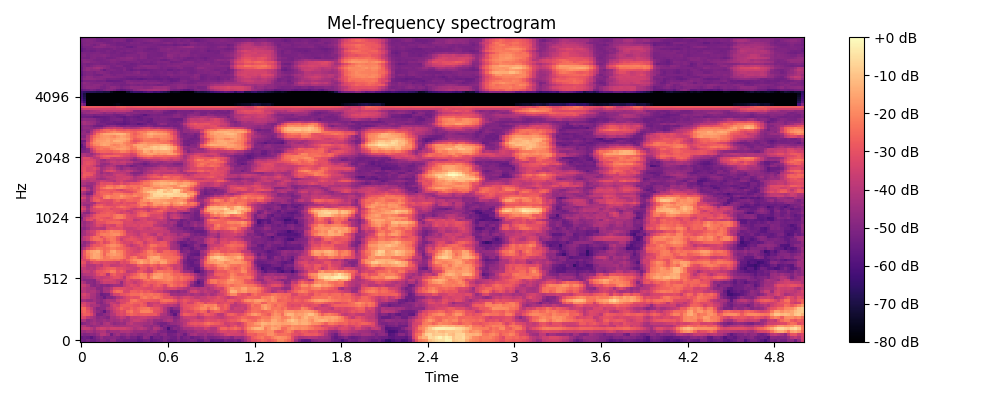 Mel-frequency spectrogram
+0 dB
-10 dB
-20 dB
-30 dB
-40 dB
-50 dB
-60 dB
-70 dB
-80 dB
4096
2048
1024
512
0
Hz
0 0.6 1.2 1.8 2.4 3 3.6 4.2 4.8
Time